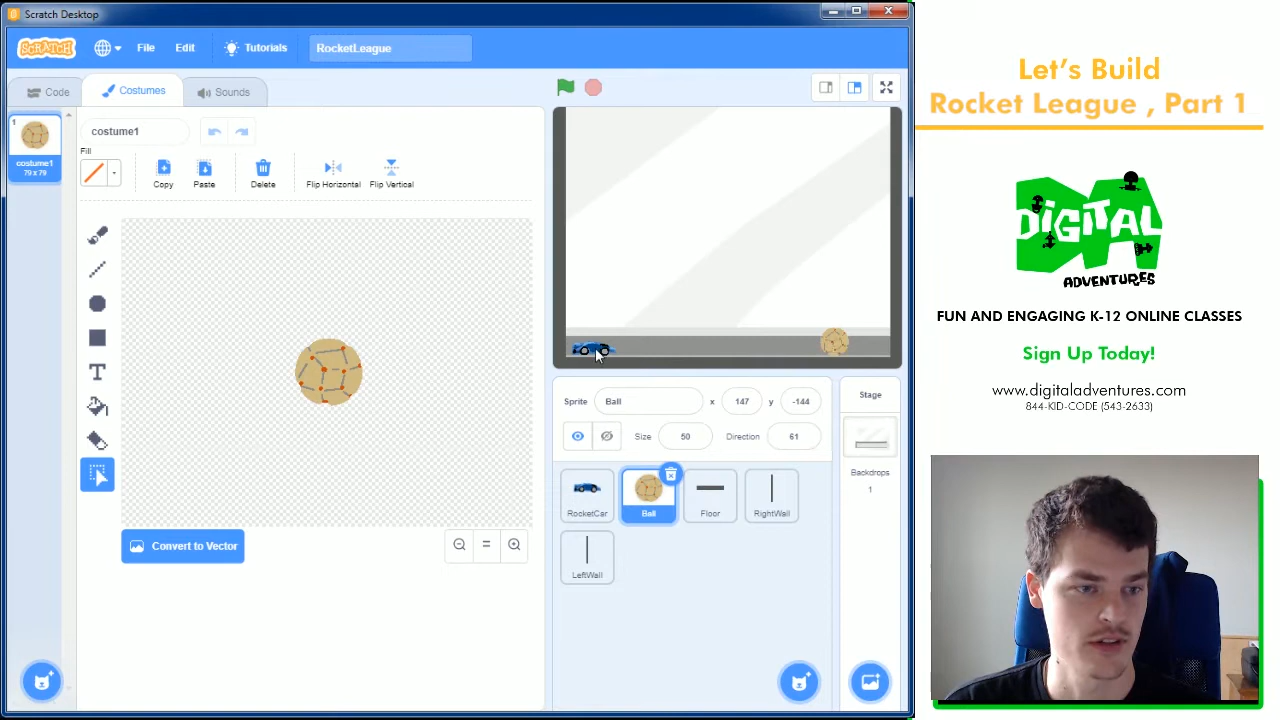 Scratch Desktop
SCRATCH
File
Edit
Tutorials
RocketLeague
Code
Costumes
Sounds
1
costume1
79 x 79
costume1
Fill
Copy
Paste
Delete
Flip Horizontal
Flip Vertical
Convert to Vector
Sprite
Ball
x
147
y
-144
Size
50
Direction
61
RocketCar
Ball
Floor
RightWall
LeftWall
Stage
Backdrops
1
Let's Build
Rocket League , Part 1
DIGITAL
ADVENTURES
FUN AND ENGAGING K-12 ONLINE CLASSES
Sign Up Today!
www.digitaladventures.com
844-KID-CODE (543-2633)